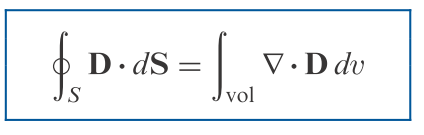 ∮_S D · dS = ∫_vol ∇ · D dv